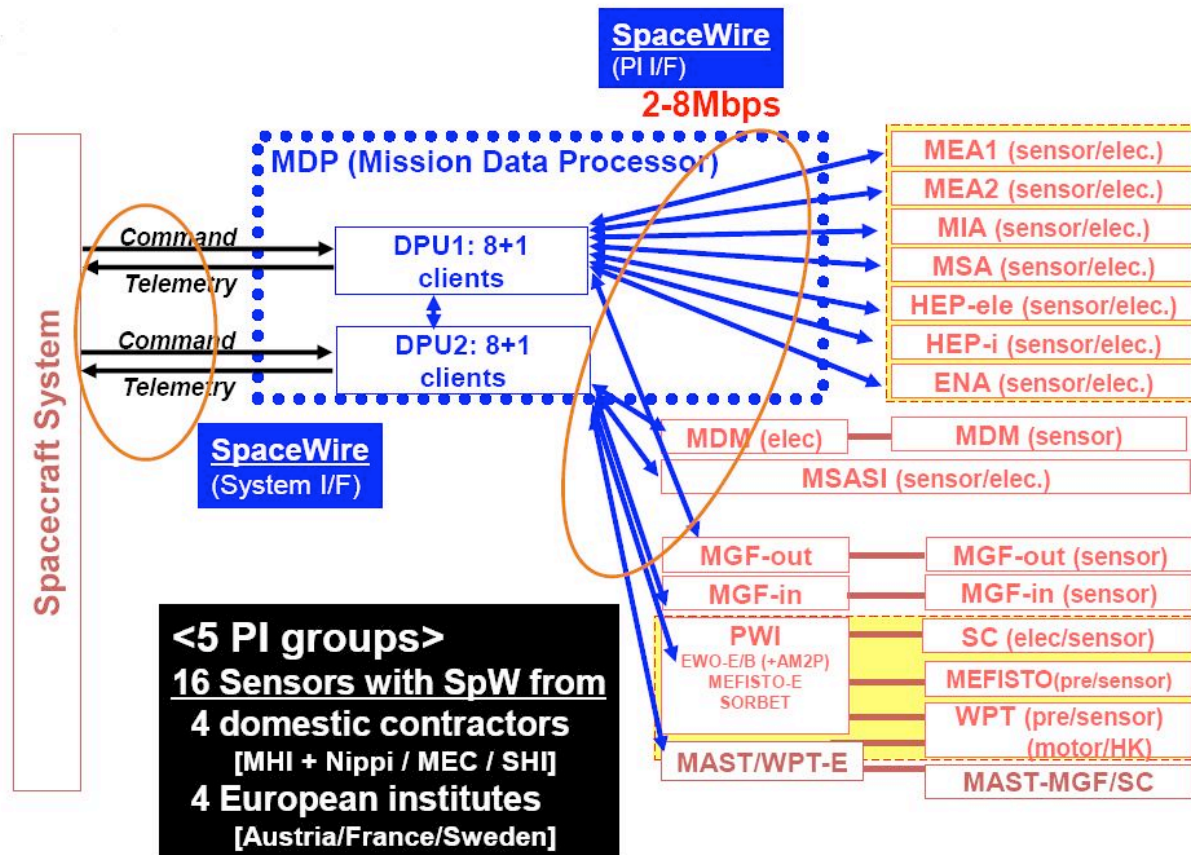 SpaceWire
(PI I/F)
2-8Mbps
MDP (Mission Data Processor)
Spacecraft System
Command
Telemetry
Command
Telemetry
DPU1: 8+1
clients
DPU2: 8+1
clients
SpaceWire
(System I/F)
MEA1 (sensor/elec.)
MEA2 (sensor/elec.)
MIA (sensor/elec.)
MSA (sensor/elec.)
HEP-ele (sensor/elec.)
HEP-i (sensor/elec.)
ENA (sensor/elec.)
MDM (elec)
MDM (sensor)
MSASI (sensor/elec.)
MGF-out
MGF-out (sensor)
MGF-in
MGF-in (sensor)
PWI
EWO-E/B (+AM2P)
MEFISTO-E
SORBET
SC (elec/sensor)
MEFISTO(pre/sensor)
WPT (pre/sensor)
(motor/HK)
MAST/WPT-E
MAST-MGF/SC
<5 PI groups>
16 Sensors with SpW from
4 domestic contractors
[MHI + Nippi / MEC / SHI]
4 European institutes
[Austria/France/Sweden]